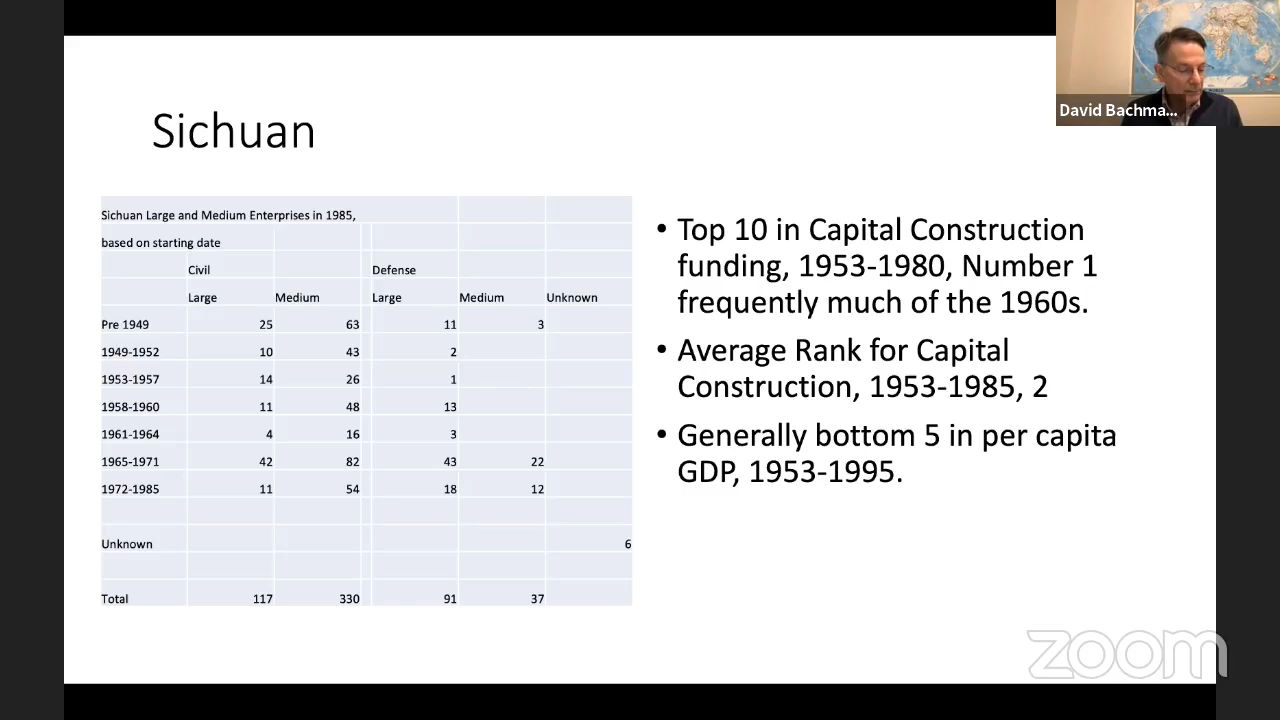 Sichuan
David Bachma...
Sichuan Large and Medium Enterprises in 1985,
based on starting date
Civil Defense
Large Medium Large Medium Unknown
Pre 1949 25 63 11 3
1949-1952 10 43 2
1953-1957 14 26 1
1958-1960 11 48 13
1961-1964 4 16 3
1965-1971 42 82 43 22
1972-1985 11 54 18 12
Unknown 6
Total 117 330 91 37
• Top 10 in Capital Construction
funding, 1953-1980, Number 1
frequently much of the 1960s.
• Average Rank for Capital
Construction, 1953-1985, 2
• Generally bottom 5 in per capita
GDP, 1953-1995.
zoom